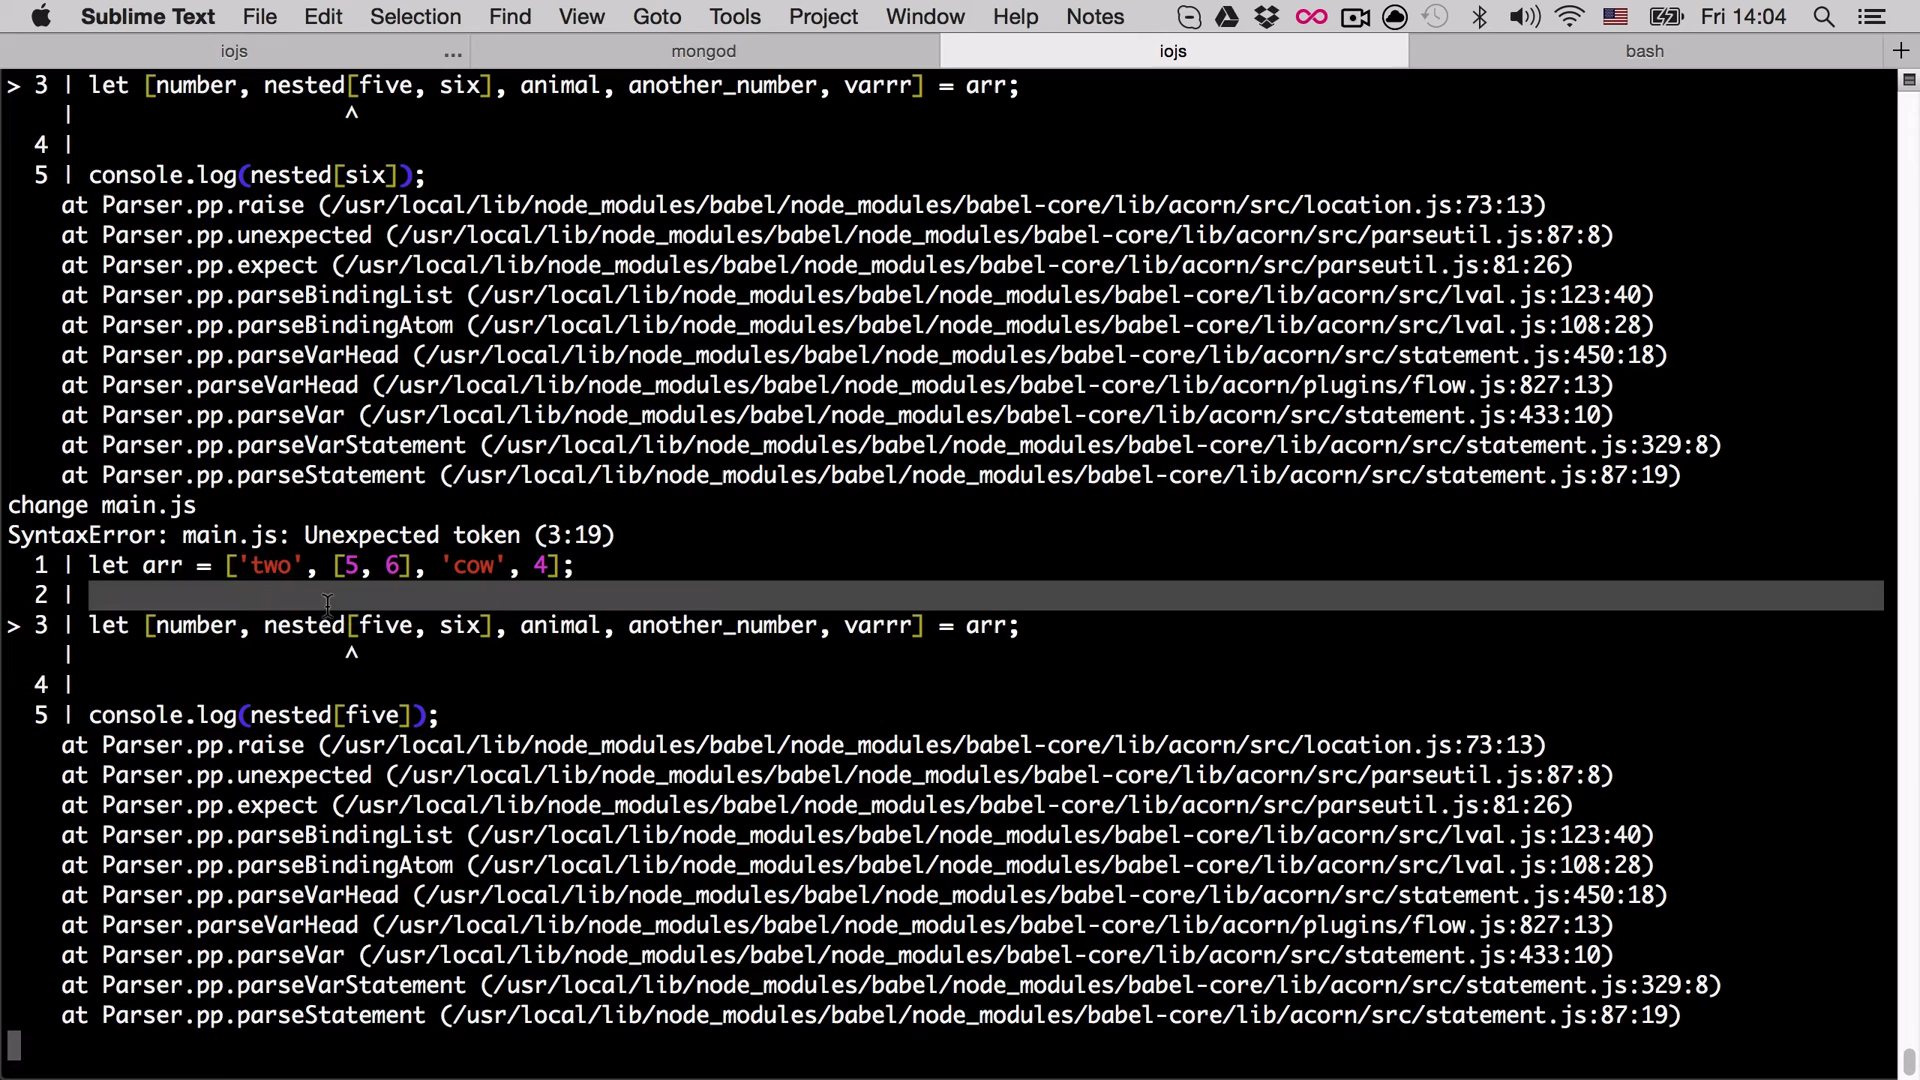 Sublime Text File Edit Selection Find View Goto Tools Project Window Help Notes Fri 14:04
iojs ... mongod iojs bash +
> 3 | let [number, nested[five, six], animal, another_number, varrr] = arr;
| ^
4 |
5 | console.log(nested[six]);
at Parser.pp.raise (/usr/local/lib/node_modules/babel/node_modules/babel-core/lib/acorn/src/location.js:73:13)
at Parser.pp.unexpected (/usr/local/lib/node_modules/babel/node_modules/babel-core/lib/acorn/src/parseutil.js:87:8)
at Parser.pp.expect (/usr/local/lib/node_modules/babel/node_modules/babel-core/lib/acorn/src/parseutil.js:81:26)
at Parser.pp.parseBindingList (/usr/local/lib/node_modules/babel/node_modules/babel-core/lib/acorn/src/lval.js:123:40)
at Parser.pp.parseBindingAtom (/usr/local/lib/node_modules/babel/node_modules/babel-core/lib/acorn/src/lval.js:108:28)
at Parser.pp.parseVarHead (/usr/local/lib/node_modules/babel/node_modules/babel-core/lib/acorn/src/statement.js:450:18)
at Parser.parseVarHead (/usr/local/lib/node_modules/babel/node_modules/babel-core/lib/acorn/plugins/flow.js:827:13)
at Parser.pp.parseVar (/usr/local/lib/node_modules/babel/node_modules/babel-core/lib/acorn/src/statement.js:433:10)
at Parser.pp.parseVarStatement (/usr/local/lib/node_modules/babel/node_modules/babel-core/lib/acorn/src/statement.js:329:8)
at Parser.pp.parseStatement (/usr/local/lib/node_modules/babel/node_modules/babel-core/lib/acorn/src/statement.js:87:19)
change main.js
SyntaxError: main.js: Unexpected token (3:19)
1 | let arr = ['two', [5, 6], 'cow', 4];
2 |
> 3 | let [number, nested[five, six], animal, another_number, varrr] = arr;
| ^
4 |
5 | console.log(nested[five]);
at Parser.pp.raise (/usr/local/lib/node_modules/babel/node_modules/babel-core/lib/acorn/src/location.js:73:13)
at Parser.pp.unexpected (/usr/local/lib/node_modules/babel/node_modules/babel-core/lib/acorn/src/parseutil.js:87:8)
at Parser.pp.expect (/usr/local/lib/node_modules/babel/node_modules/babel-core/lib/acorn/src/parseutil.js:81:26)
at Parser.pp.parseBindingList (/usr/local/lib/node_modules/babel/node_modules/babel-core/lib/acorn/src/lval.js:123:40)
at Parser.pp.parseBindingAtom (/usr/local/lib/node_modules/babel/node_modules/babel-core/lib/acorn/src/lval.js:108:28)
at Parser.pp.parseVarHead (/usr/local/lib/node_modules/babel/node_modules/babel-core/lib/acorn/src/statement.js:450:18)
at Parser.parseVarHead (/usr/local/lib/node_modules/babel/node_modules/babel-core/lib/acorn/plugins/flow.js:827:13)
at Parser.pp.parseVar (/usr/local/lib/node_modules/babel/node_modules/babel-core/lib/acorn/src/statement.js:433:10)
at Parser.pp.parseVarStatement (/usr/local/lib/node_modules/babel/node_modules/babel-core/lib/acorn/src/statement.js:329:8)
at Parser.pp.parseStatement (/usr/local/lib/node_modules/babel/node_modules/babel-core/lib/acorn/src/statement.js:87:19)